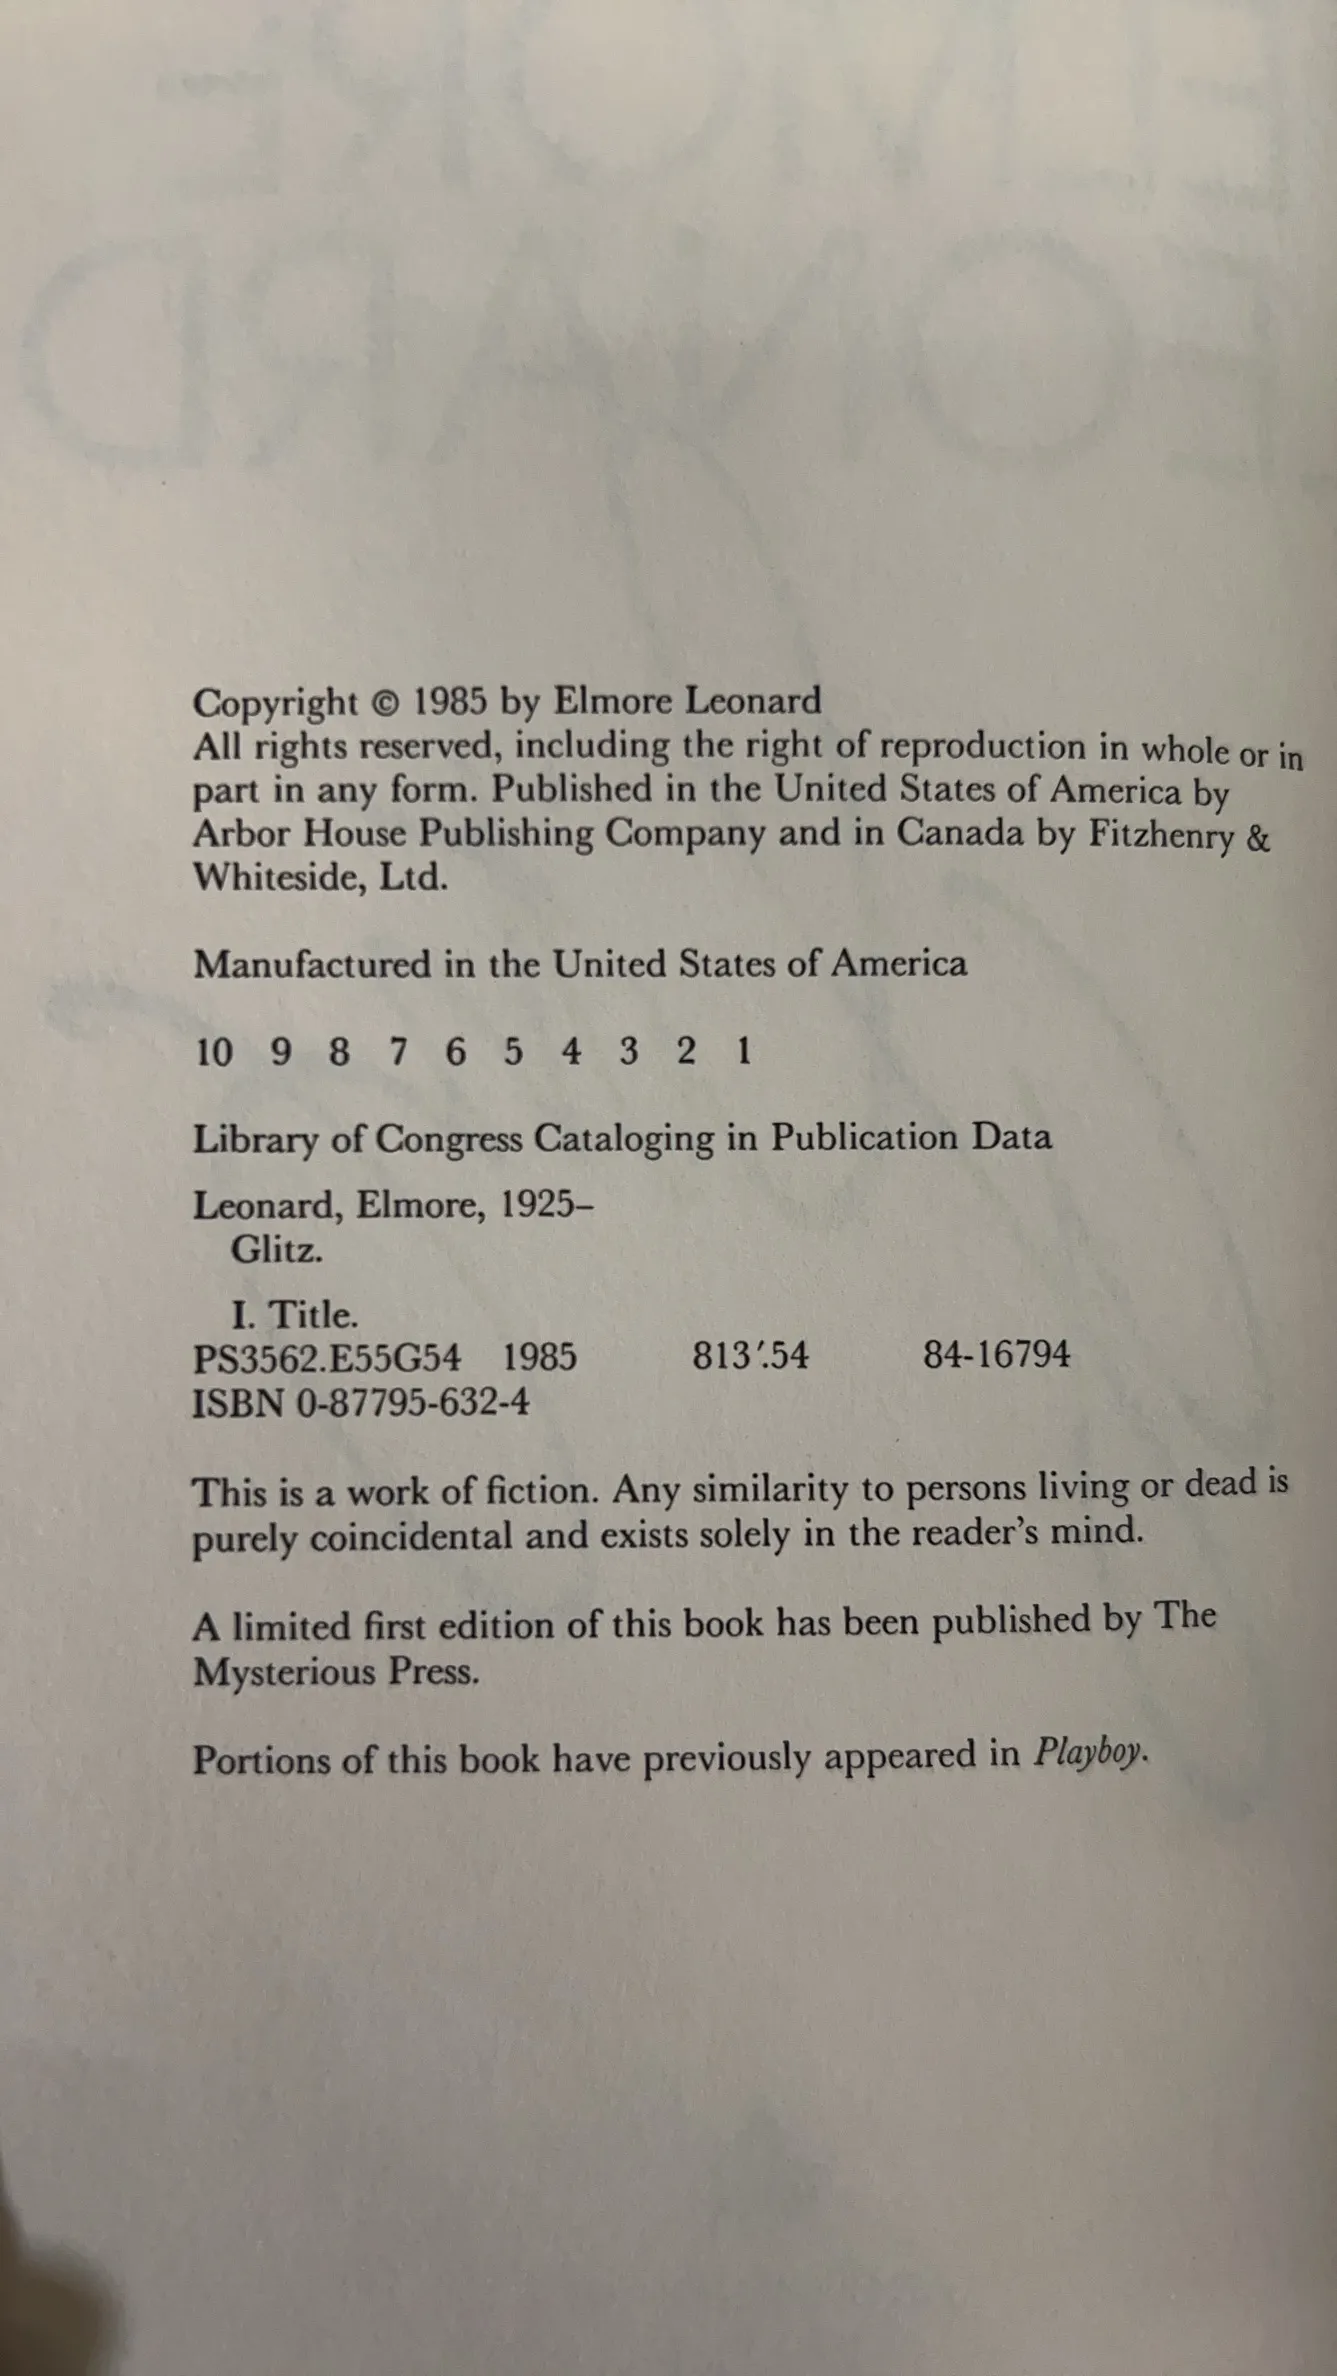 Copyright © 1985 by Elmore Leonard
All rights reserved, including the right of reproduction in whole or in
part in any form. Published in the United States of America by
Arbor House Publishing Company and in Canada by Fitzhenry &
Whiteside, Ltd.
Manufactured in the United States of America
10 9 8 7 6 5 4 3 2 1
Library of Congress Cataloging in Publication Data
Leonard, Elmore, 1925–
Glitz.
I. Title.
PS3562.E55G54 1985 813′.54 84-16794
ISBN 0-87795-632-4
This is a work of fiction. Any similarity to persons living or dead is
purely coincidental and exists solely in the reader's mind.
A limited first edition of this book has been published by The
Mysterious Press.
Portions of this book have previously appeared in Playboy.